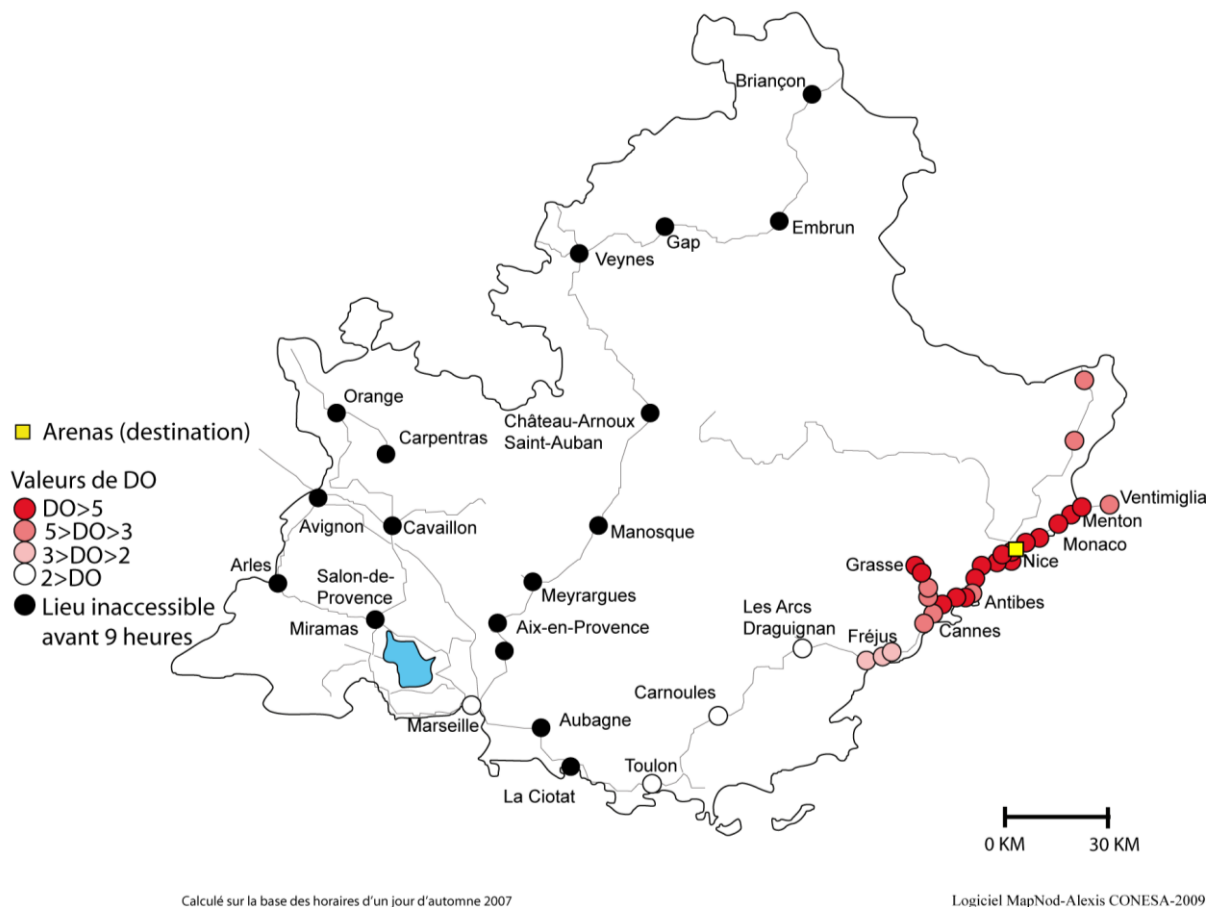 Briançon
Embrun
Gap
Veynes
Orange
Carpentras
Château-Arnoux
Saint-Auban
Arenas (destination)
Valeurs de DO
DO>5
5>DO>3
3>DO>2
2>DO
Lieu inaccessible
avant 9 heures
Avignon
Cavaillon
Manosque
Ventimiglia
Menton
Monaco
Nice
Grasse
Antibes
Cannes
Arles
Salon-de-
Provence
Miramas
Meyrargues
Aix-en-Provence
Les Arcs
Draguignan
Fréjus
Carnoules
Marseille
Aubagne
Toulon
La Ciotat
0 KM
30 KM
Calculé sur la base des horaires d'un jour d'automne 2007
Logiciel MapNod-Alexis CONESA-2009